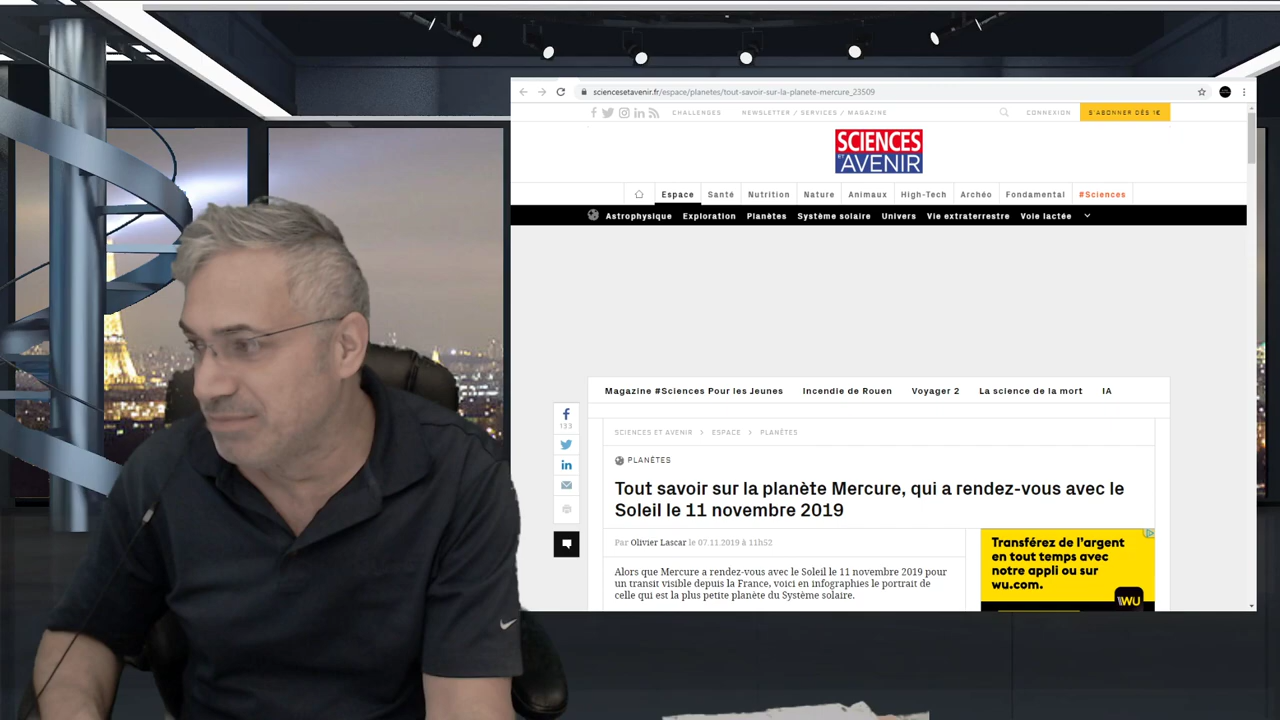 sciencesetavenir.fr/espace/planetes/tout-savoir-sur-la-planete-mercure_23509
CHALLENGES NEWSLETTER / SERVICES / MAGAZINE CONNEXION S'ABONNER DÈS 1€
SCIENCES
ET AVENIR
Espace Santé Nutrition Nature Animaux High-Tech Archéo Fondamental #Sciences
Astrophysique Exploration Planètes Système solaire Univers Vie extraterrestre Voie lactée
Magazine #Sciences Pour les Jeunes Incendie de Rouen Voyager 2 La science de la mort IA
133
SCIENCES ET AVENIR > ESPACE > PLANÈTES
PLANÈTES
Tout savoir sur la planète Mercure, qui a rendez-vous avec le
Soleil le 11 novembre 2019
Par Olivier Lascar le 07.11.2019 à 11h52
Alors que Mercure a rendez-vous avec le Soleil le 11 novembre 2019 pour
un transit visible depuis la France, voici en infographies le portrait de
celle qui est la plus petite planète du Système solaire.
Transférez de l'argent
en tout temps avec
notre appli ou sur
wu.com.
WU